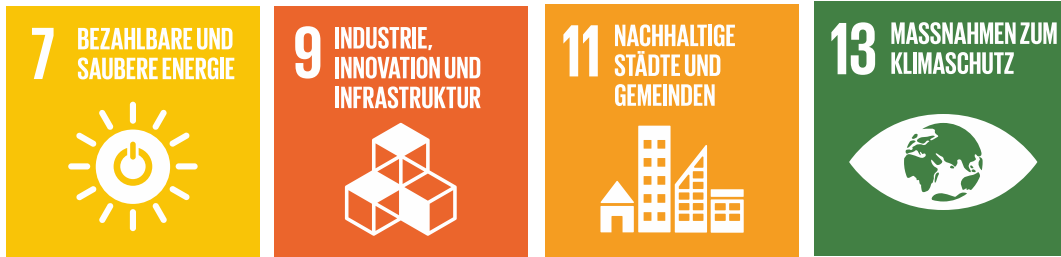 7
BEZAHLBARE UND
SAUBERE ENERGIE
9
INDUSTRIE,
INNOVATION UND
INFRASTRUKTUR
11
NACHHALTIGE
STÄDTE UND
GEMEINDEN
13
MASSNAHMEN ZUM
KLIMASCHUTZ